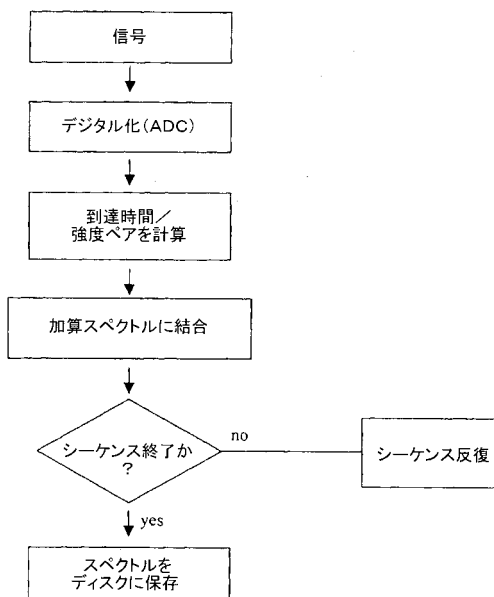 信号
デジタル化(ADC)
到達時間/
強度ペアを計算
加算スペクトルに結合
シーケンス終了か
?
no
シーケンス反復
yes
スペクトルを
ディスクに保存